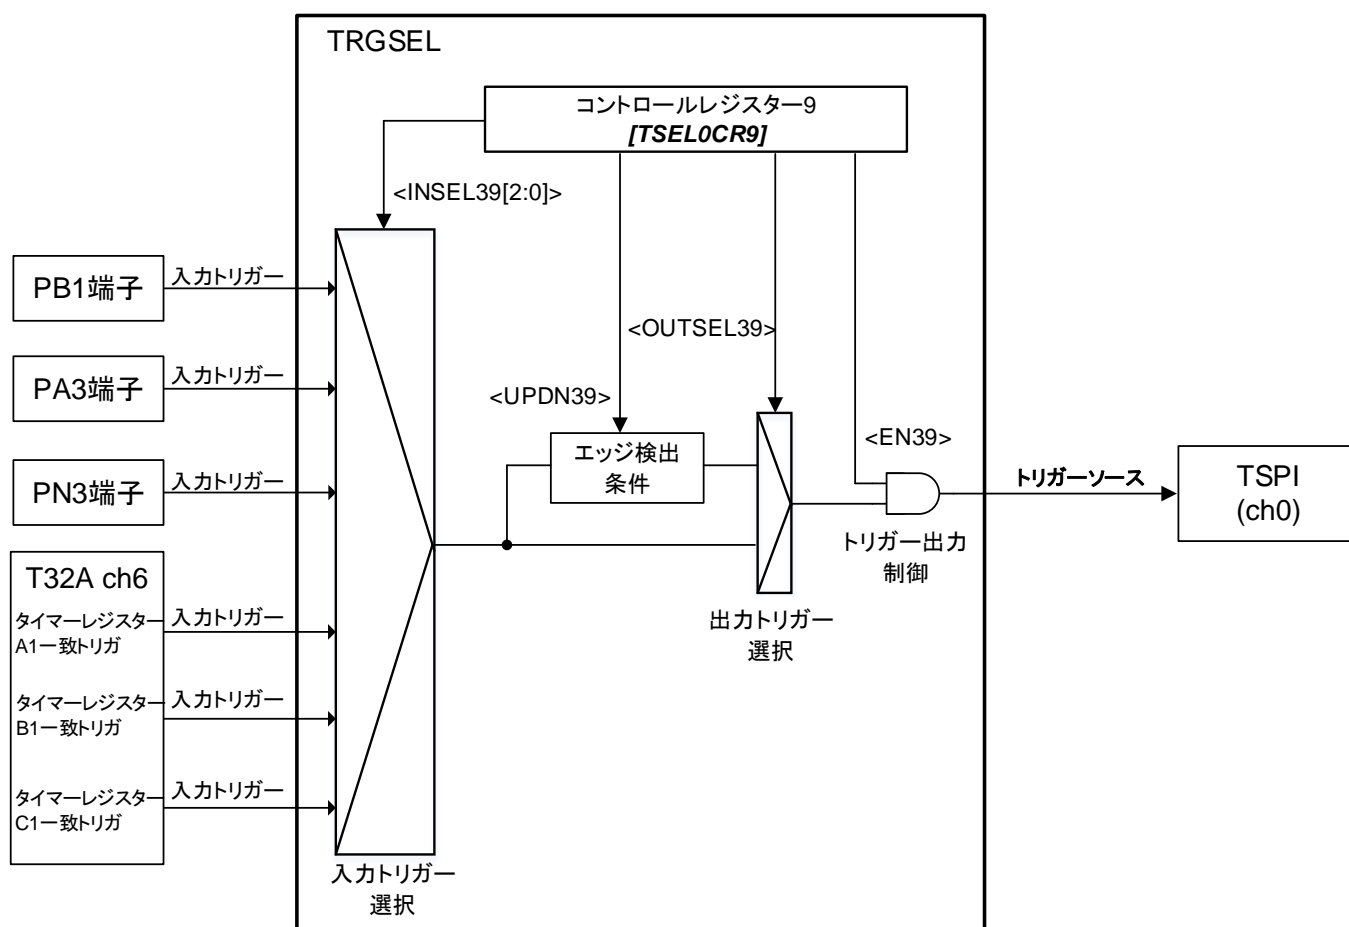 TRGSEL
コントロールレジスター9
[TSEL0CR9]
<INSEL39[2:0]>
PB1端子
入力トリガー
<OUTSEL39>
PA3端子
入力トリガー
<UPDN39>
エッジ検出
条件
<EN39>
PN3端子
入力トリガー
トリガーソース
TSPI
(ch0)
トリガー出力
制御
T32A ch6
タイマーレジスター
A1一致トリガ
入力トリガー
出力トリガー
選択
タイマーレジスター
B1一致トリガ
入力トリガー
タイマーレジスター
C1一致トリガ
入力トリガー
入力トリガー
選択